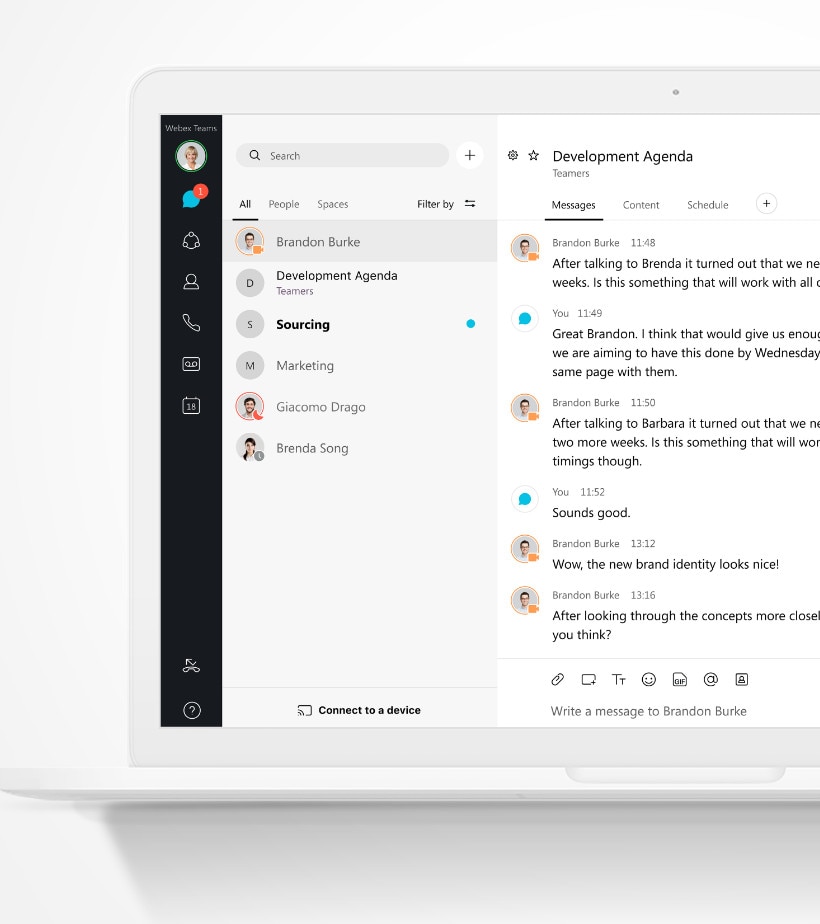 Webex Teams
1
18
Search
All People Spaces Filter by
Brandon Burke
D Development Agenda
Teamers
S Sourcing
M Marketing
Giacomo Drago
Brenda Song
Connect to a device
Development Agenda
Teamers
Messages Content Schedule
Brandon Burke 11:48
After talking to Brenda it turned out that we
weeks. Is this something that will work with all
You 11:49
Great Brandon. I think that would give us
we are aiming to have this done by Wednesday
same page with them.
Brandon Burke 11:50
After talking to Barbara it turned out that we
two more weeks. Is this something that will
timings though.
You 11:52
Sounds good.
Brandon Burke 13:12
Wow, the new brand identity looks nice!
Brandon Burke 13:16
After looking through the concepts more
you think?
GIF
Write a message to Brandon Burke